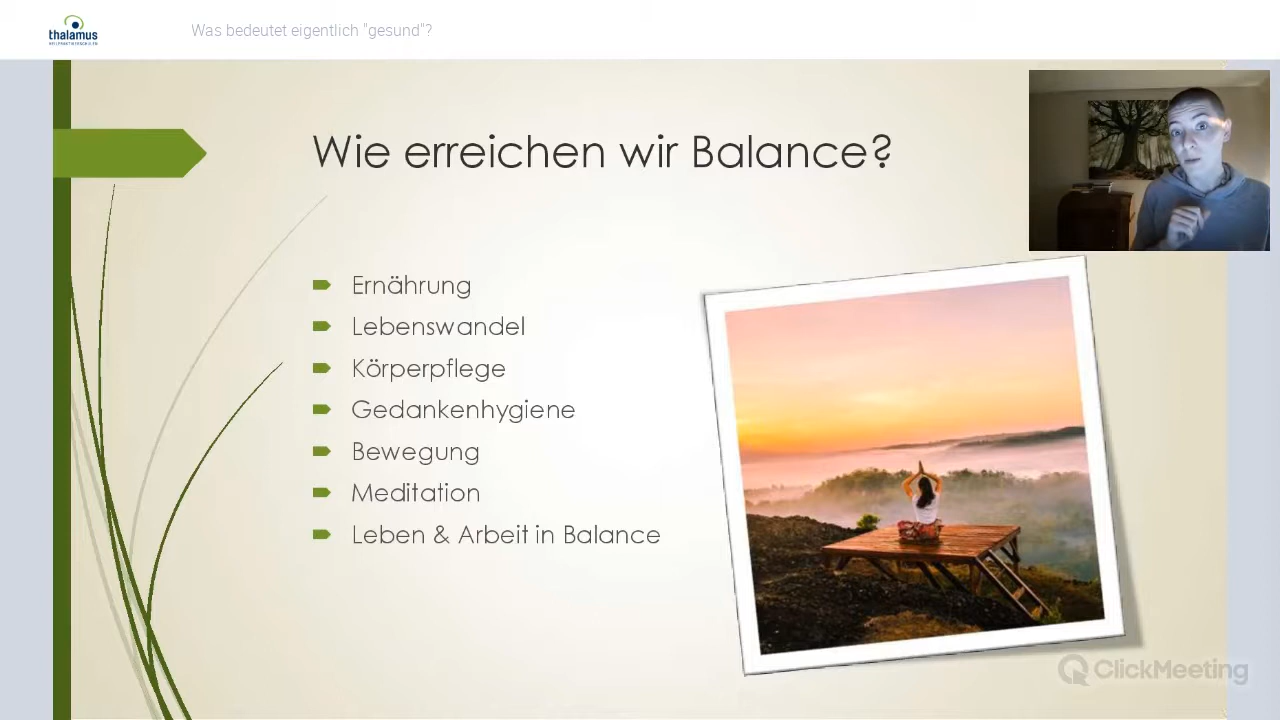 thalamus
HEILPRAKTIKERSCHULEN
Was bedeutet eigentlich "gesund"?
Wie erreichen wir Balance?
Ernährung
Lebenswandel
Körperpflege
Gedankenhygiene
Bewegung
Meditation
Leben & Arbeit in Balance
ClickMeeting